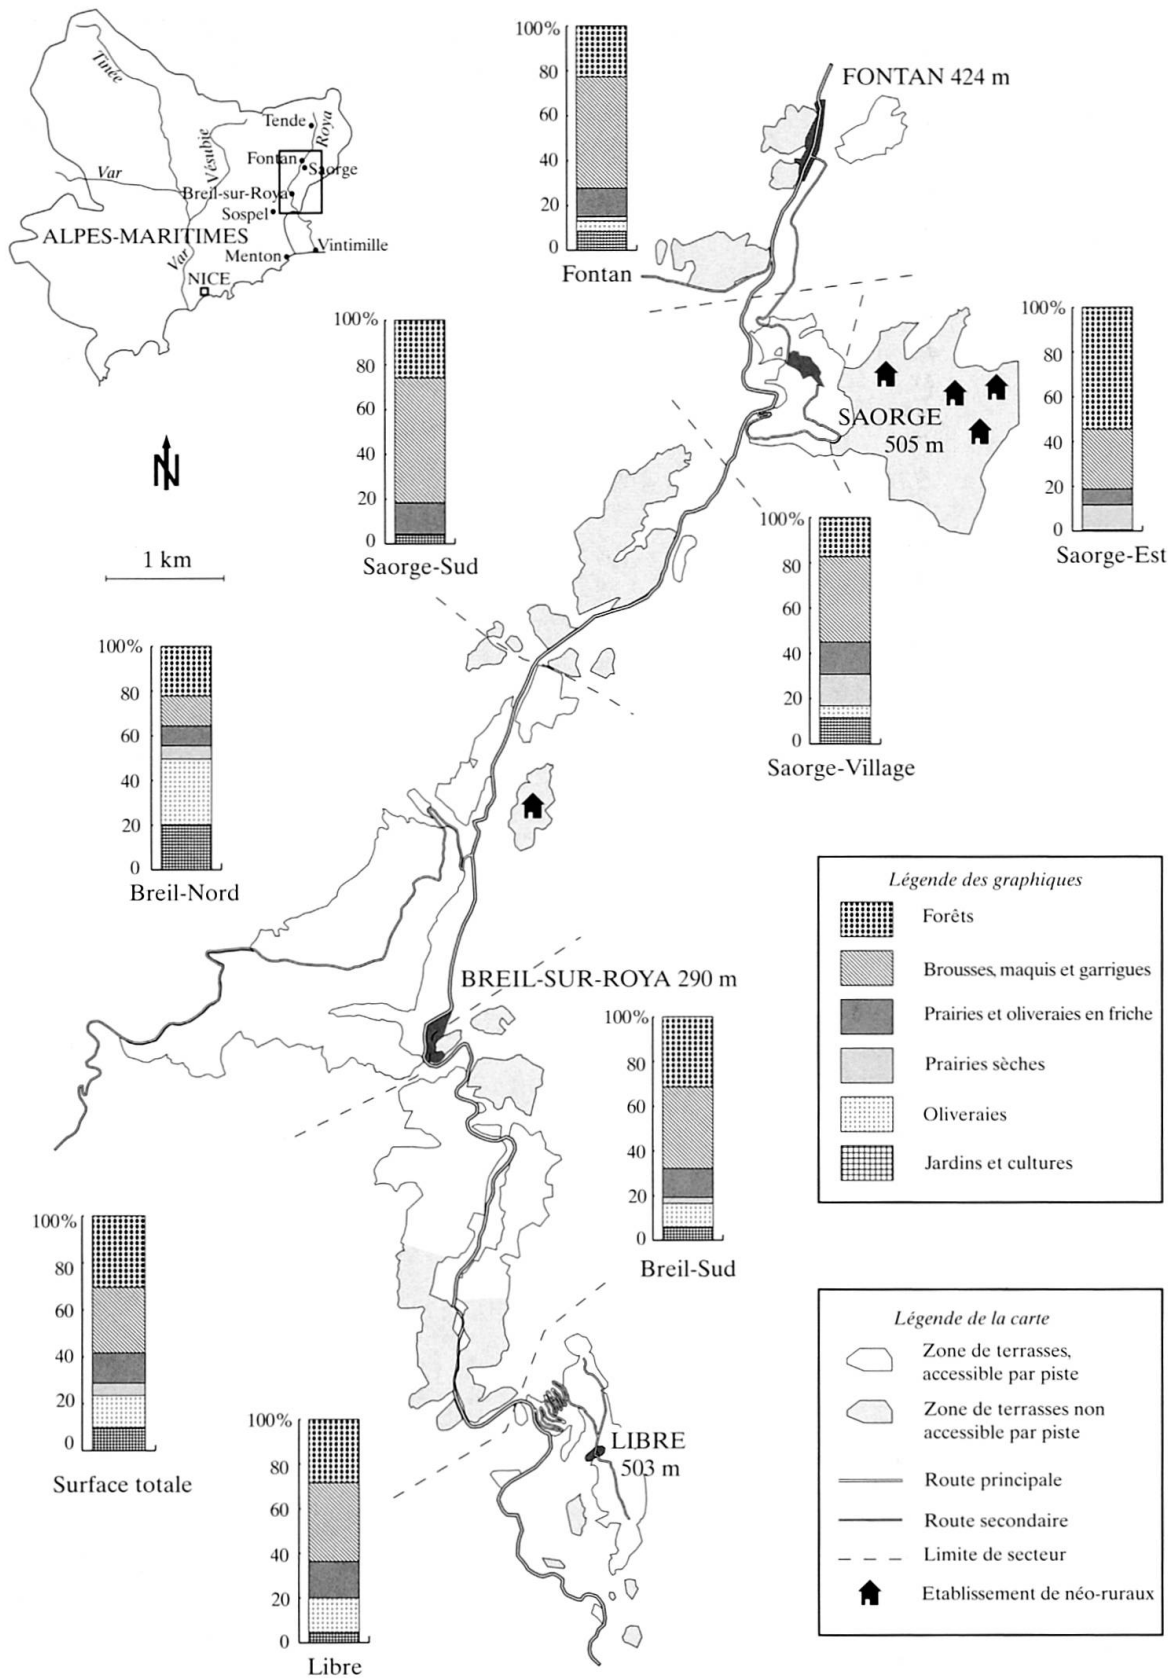 Tinée
Vésubie
Roya
Tende
Fontan
Saorge
Var
Breil-sur-Roya
Sospel
ALPES-MARITIMES
Var
Vintimille
Menton
NICE
N
1 km
100%
80
60
40
20
0
Fontan
FONTAN 424 m
100%
80
60
40
20
0
Saorge-Sud
SAORGE
505 m
100%
80
60
40
20
0
Saorge-Est
100%
80
60
40
20
0
Saorge-Village
100%
80
60
40
20
0
Breil-Nord
BREIL-SUR-ROYA 290 m
100%
80
60
40
20
0
Breil-Sud
100%
80
60
40
20
0
Surface totale
100%
80
60
40
20
0
Libre
LIBRE
503 m
Légende des graphiques
Forêts
Brousses, maquis et garrigues
Prairies et oliveraies en friche
Prairies sèches
Oliveraies
Jardins et cultures
Légende de la carte
Zone de terrasses,
accessible par piste
Zone de terrasses non
accessible par piste
Route principale
Route secondaire
Limite de secteur
Etablissement de néo-ruraux